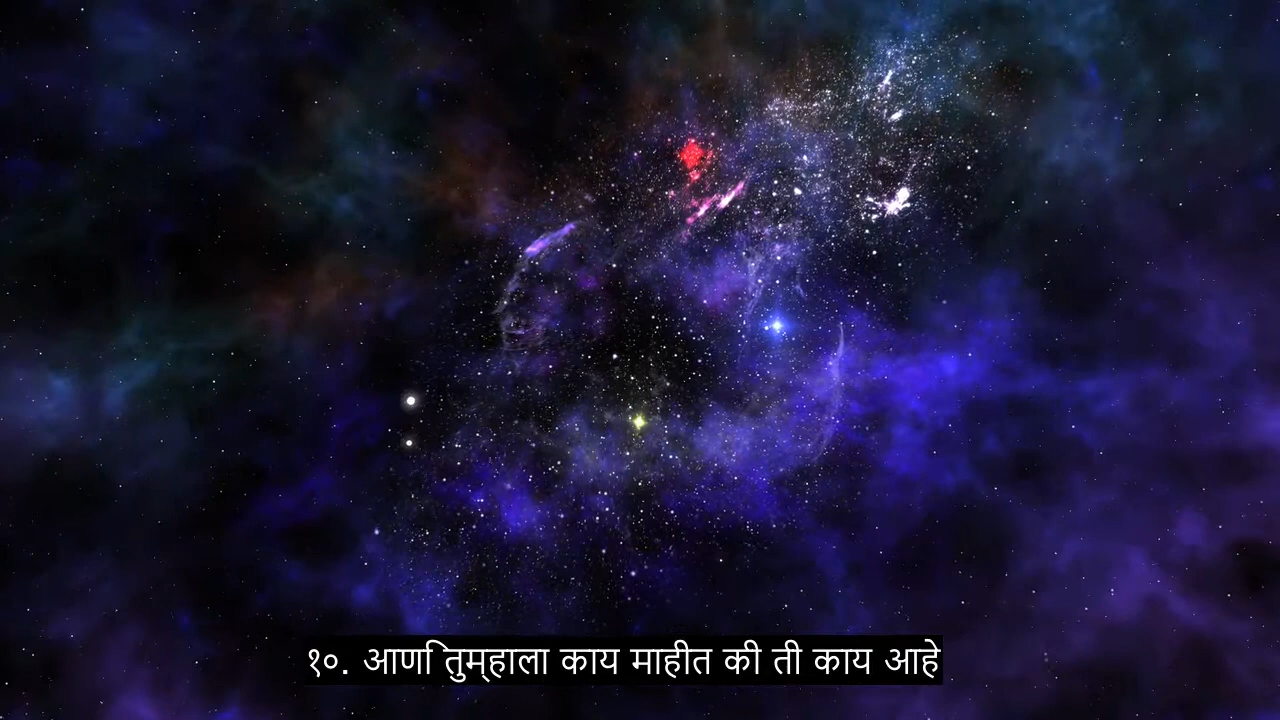 १०. आणि तुम्हाला काय माहीत की ती काय आहे